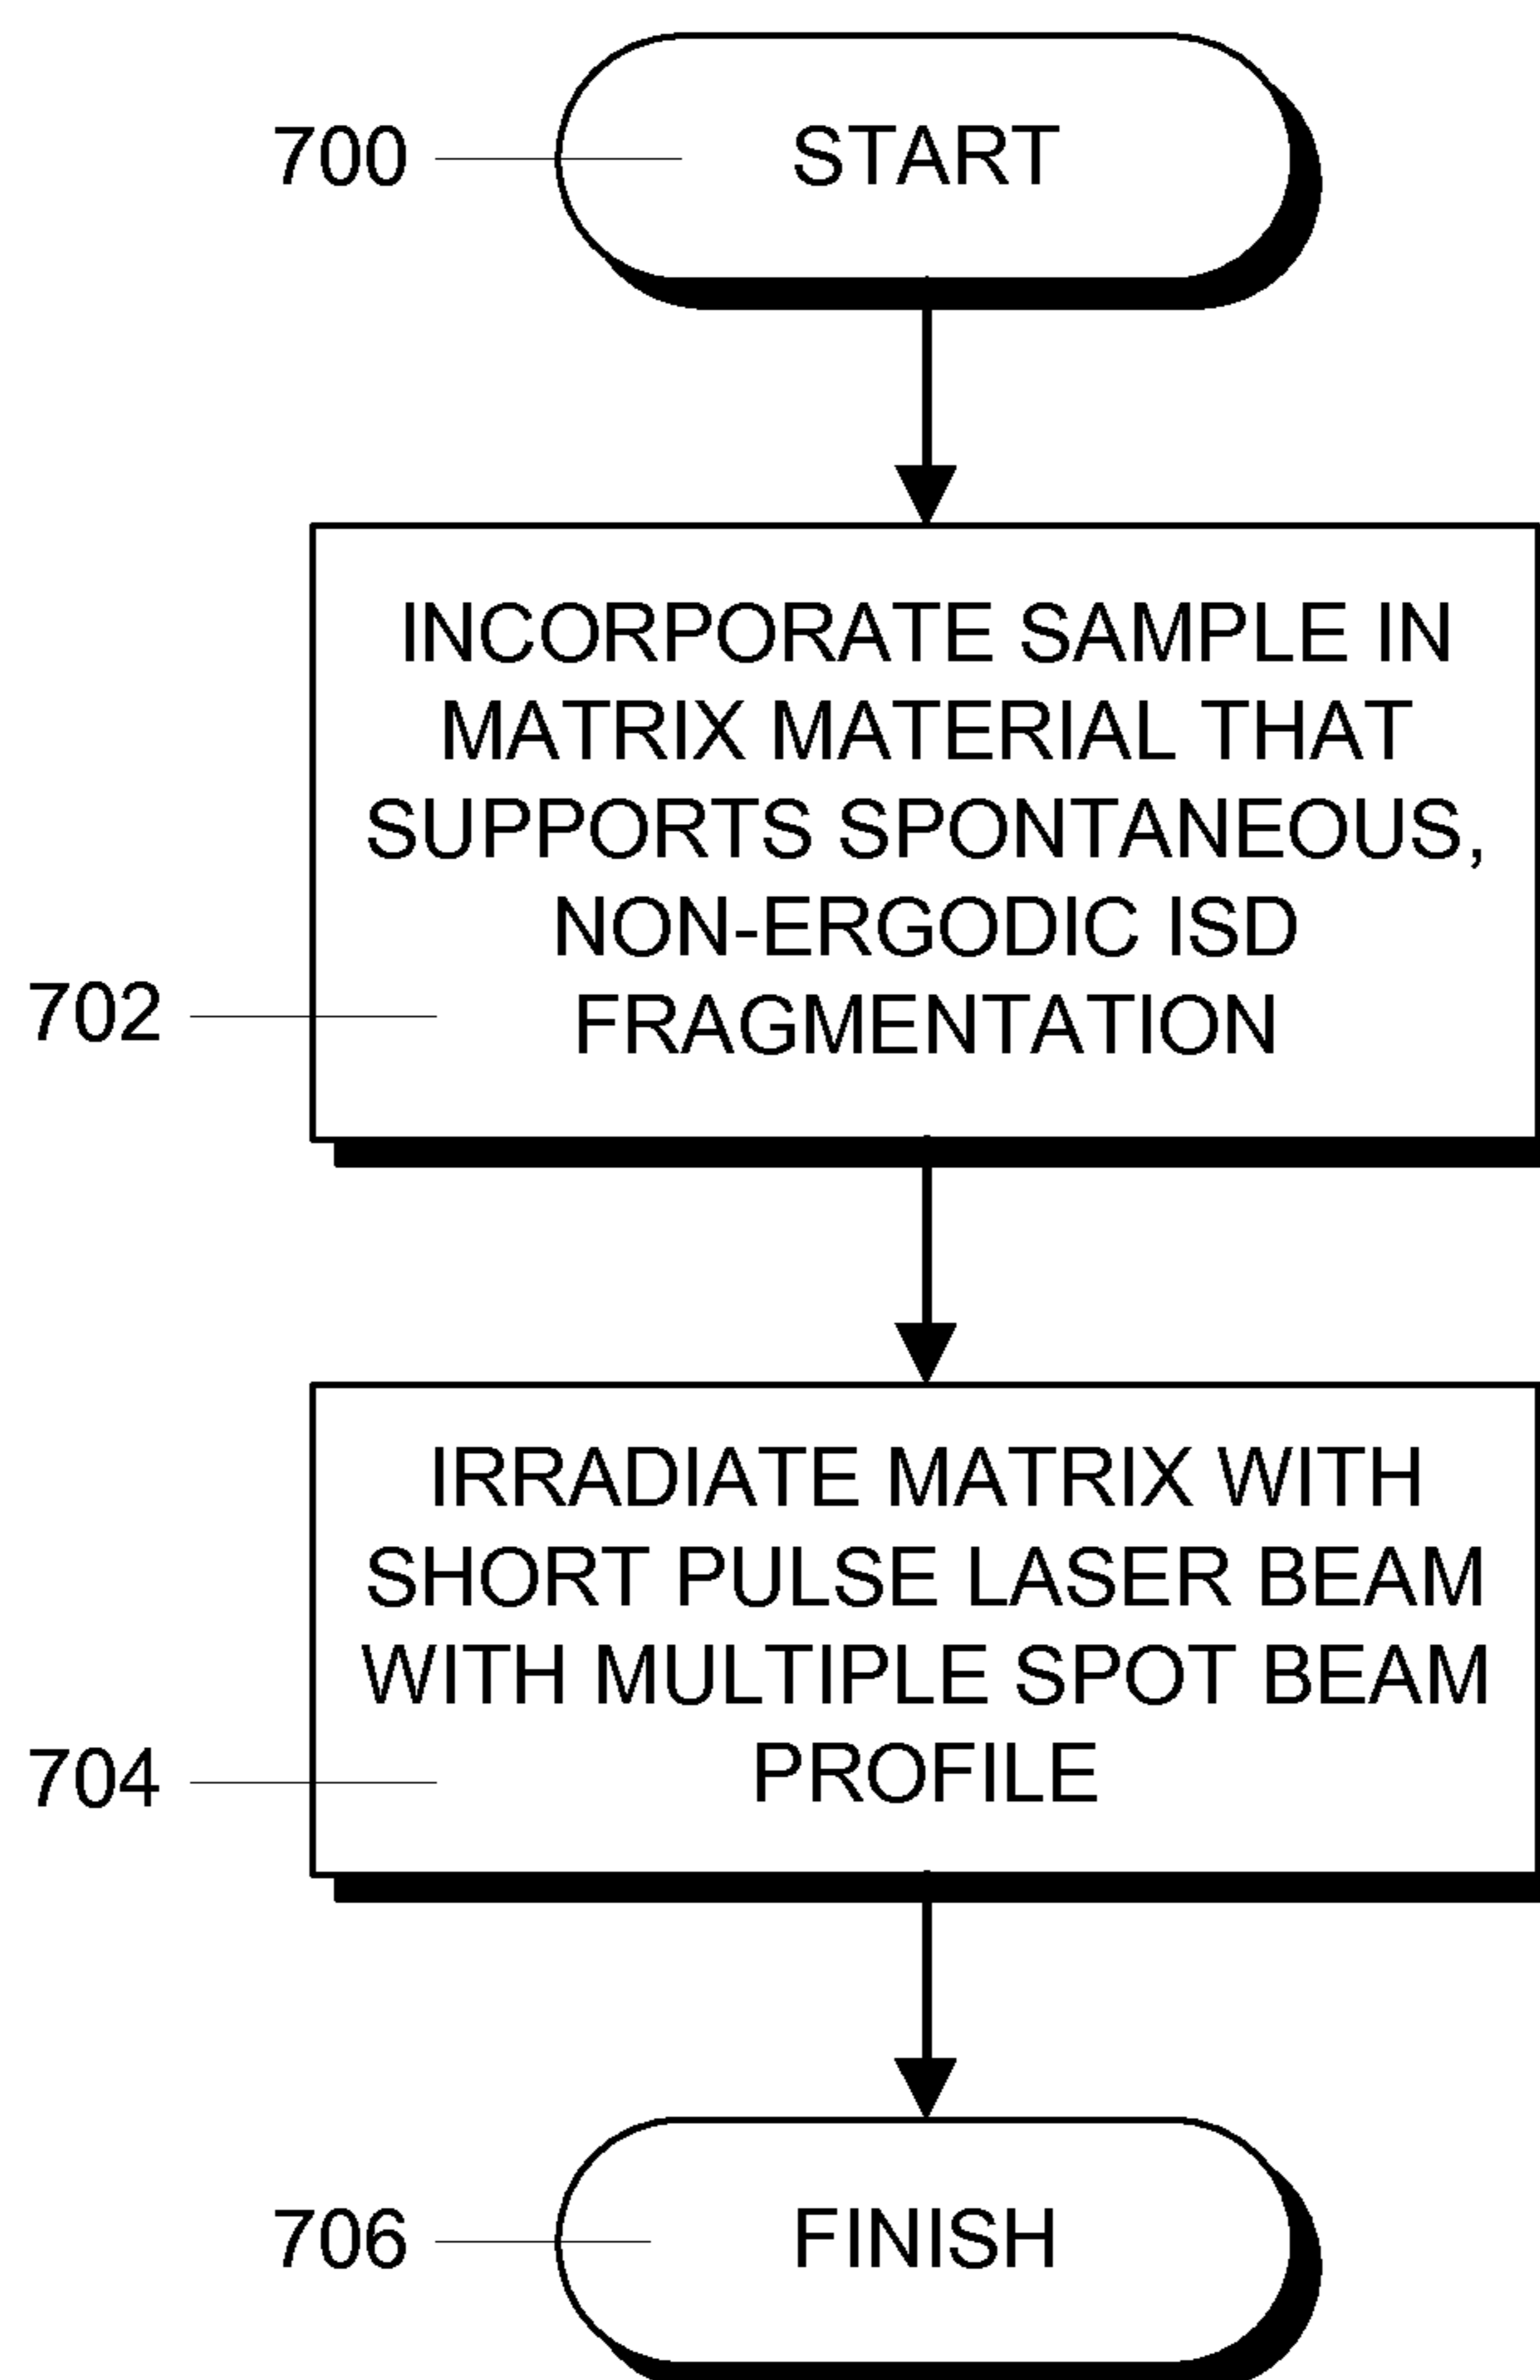 700
START
INCORPORATE SAMPLE IN
MATRIX MATERIAL THAT
SUPPORTS SPONTANEOUS,
NON-ERGODIC ISD
FRAGMENTATION
702
IRRADIATE MATRIX WITH
SHORT PULSE LASER BEAM
WITH MULTIPLE SPOT BEAM
PROFILE
704
706
FINISH